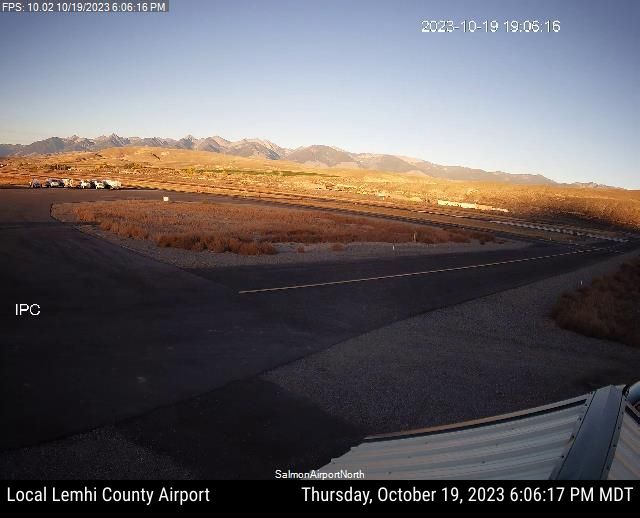 FPS: 10.02 10/19/2023 6:06:16 PM
2023-10-19 19:06:16
IPC
SalmonAirportNorth
Local Lemhi County Airport Thursday, October 19, 2023 6:06:17 PM MDT